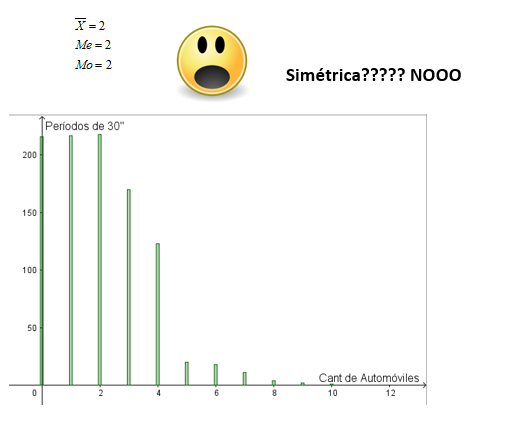 X̅ = 2
Me = 2
Mo = 2
Simétrica????? NOOO
Períodos de 30"
200
150
100
50
Cant de Automóviles
0 2 4 6 8 10 12